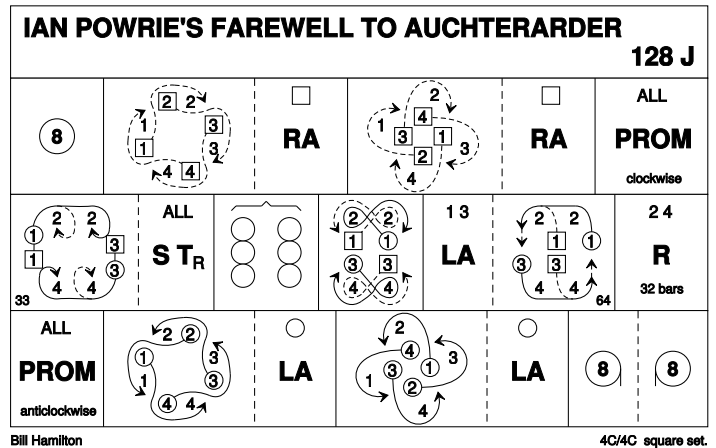 IAN POWRIE'S FAREWELL TO AUCHTERARDER
128 J
8
2 2
1 3
1 3
4 4
RA
2
4
1 3 1 3
2
4
RA
ALL
PROM
clockwise
2 2
1 3
1 3
4 4
33
ALL
S TR
2 2
1 1
3 3
4 4
1 3
LA
2 2
1 1
3 3
4 4
64
2 4
R
32 bars
ALL
PROM
anticlockwise
2 2
1 3
1 3
4 4
LA
2
4
3 1 3
1 2
4
LA
8
8
Bill Hamilton
4C/4C square set.